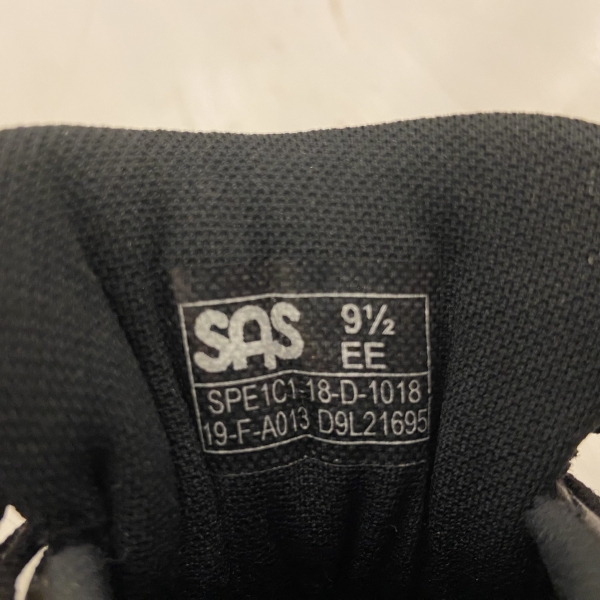 SAS 9½
EE
SPE1C1-18-D-1018
19-F-A013 D9L21695